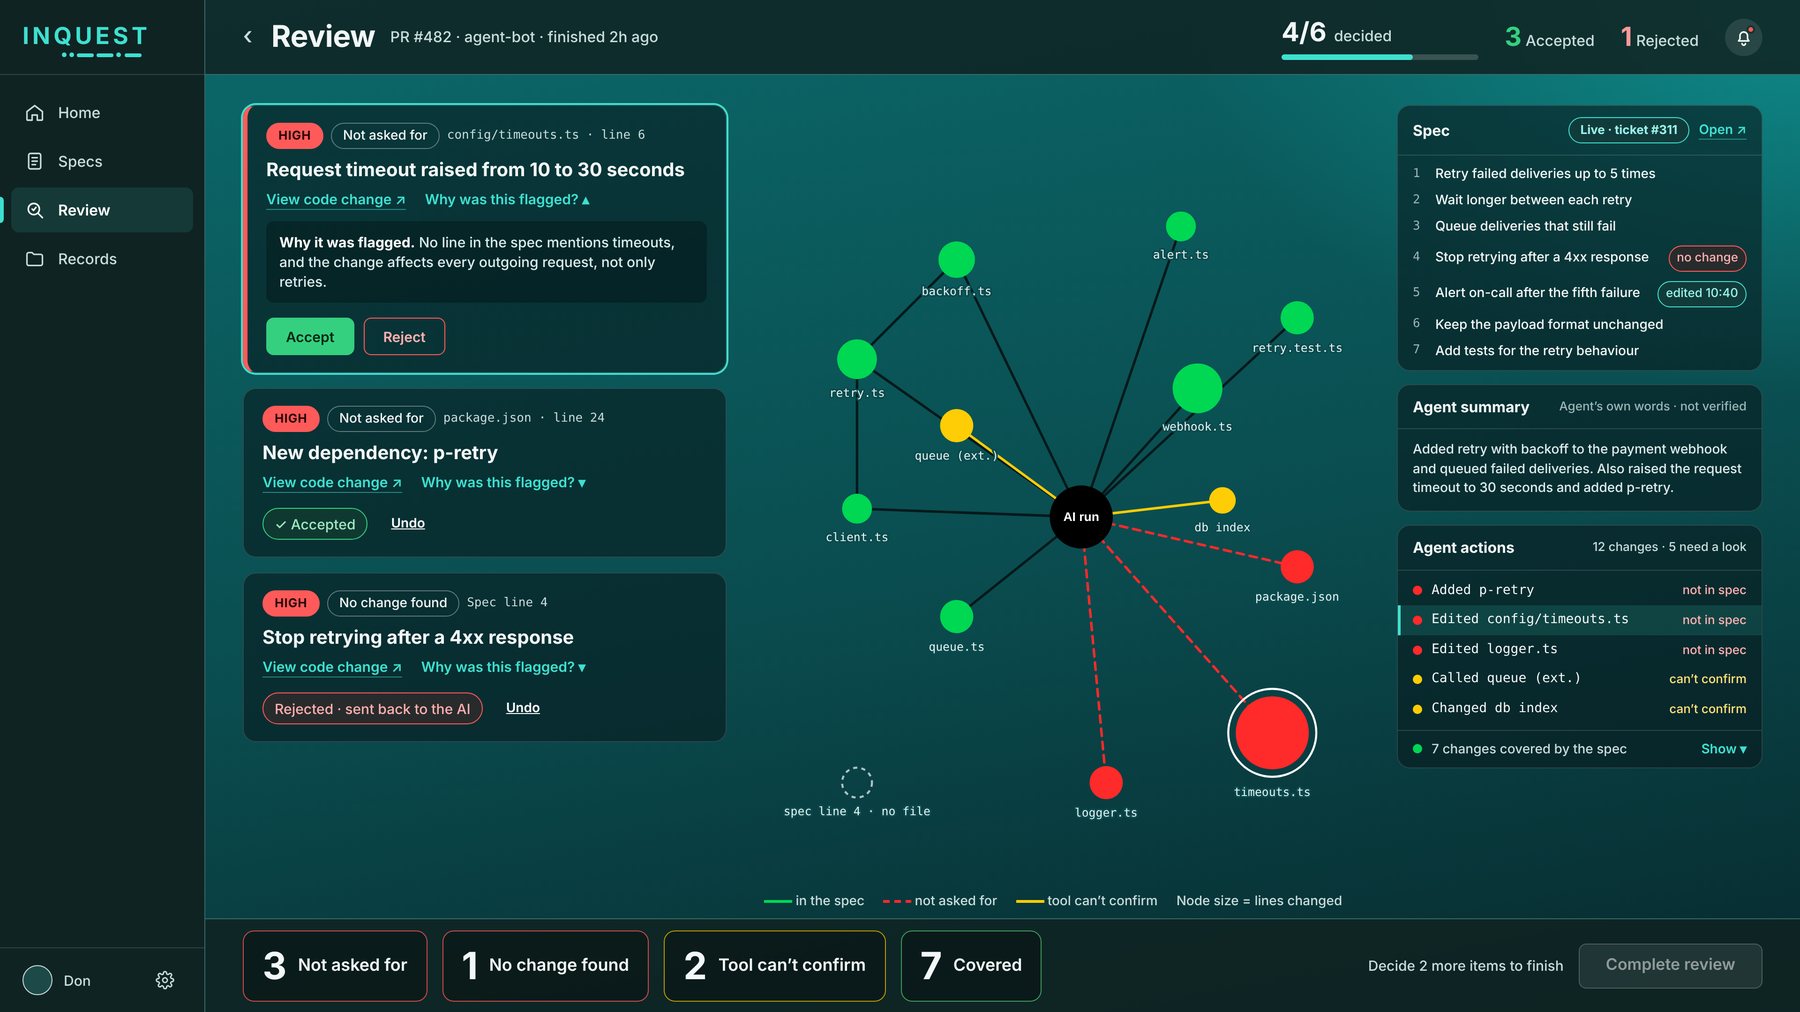 INQUEST
Home
Specs
Review
Records
Don
Review
PR #482 · agent-bot · finished 2h ago
4/6 decided
3 Accepted
1 Rejected
HIGH
Not asked for
config/timeouts.ts · line 6
Request timeout raised from 10 to 30 seconds
View code change ↗
Why was this flagged? ▴
Why it was flagged. No line in the spec mentions timeouts,
and the change affects every outgoing request, not only
retries.
Accept
Reject
HIGH
Not asked for
package.json · line 24
New dependency: p-retry
View code change ↗
Why was this flagged? ▾
✓ Accepted
Undo
HIGH
No change found
Spec line 4
Stop retrying after a 4xx response
View code change ↗
Why was this flagged? ▾
Rejected · sent back to the AI
Undo
alert.ts
backoff.ts
retry.test.ts
retry.ts
webhook.ts
queue (ext.)
AI run
db index
client.ts
package.json
queue.ts
timeouts.ts
spec line 4 · no file
logger.ts
in the spec
not asked for
tool can’t confirm
Node size = lines changed
Spec
Live · ticket #311
Open ↗
1 Retry failed deliveries up to 5 times
2 Wait longer between each retry
3 Queue deliveries that still fail
4 Stop retrying after a 4xx response no change
5 Alert on-call after the fifth failure edited 10:40
6 Keep the payload format unchanged
7 Add tests for the retry behaviour
Agent summary
Agent’s own words · not verified
Added retry with backoff to the payment webhook
and queued failed deliveries. Also raised the request
timeout to 30 seconds and added p-retry.
Agent actions
12 changes · 5 need a look
Added p-retry not in spec
Edited config/timeouts.ts not in spec
Edited logger.ts not in spec
Called queue (ext.) can’t confirm
Changed db index can’t confirm
7 changes covered by the spec Show ▾
3 Not asked for
1 No change found
2 Tool can’t confirm
7 Covered
Decide 2 more items to finish
Complete review